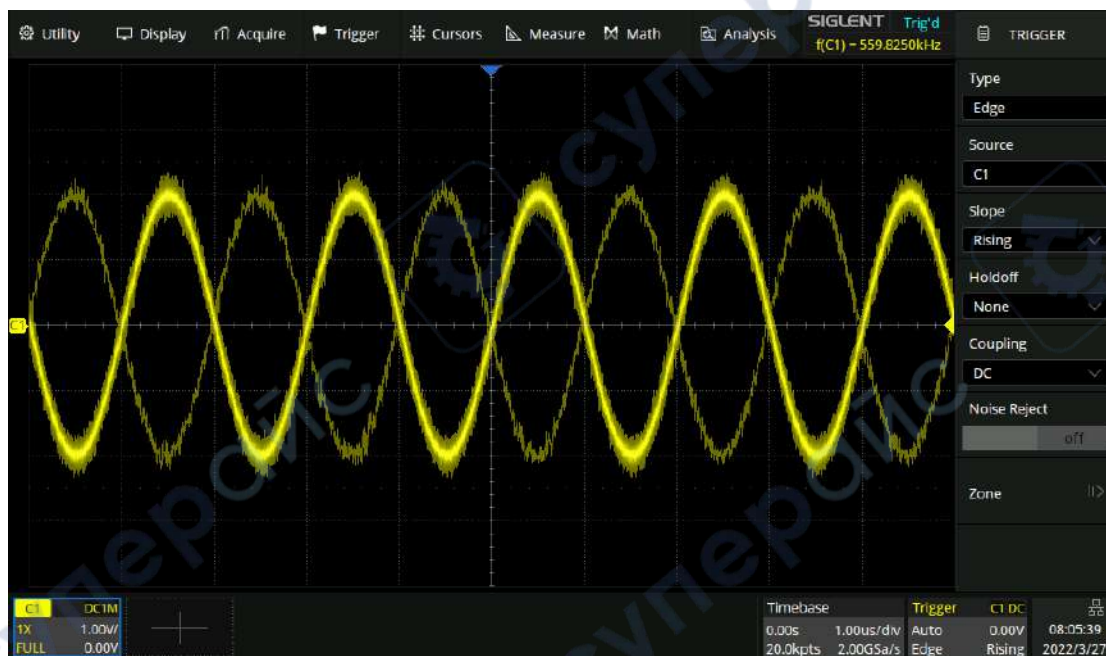 Utility Display Acquire Trigger Cursors Measure Math Analysis
SIGLENT Trig'd
f(C1) = 559.8250kHz
TRIGGER
Type
Edge
Source
C1
Slope
Rising
Holdoff
None
Coupling
DC
Noise Reject
off
Zone
C1
C1 DC1M
1X 1.00V/
FULL 0.00V
Timebase
0.00s 1.00us/div
20.0kpts 2.00GSa/s
Trigger C1 DC
Auto 0.00V
Edge Rising
08:05:39
2022/3/27
суперайс
суперайс
супер